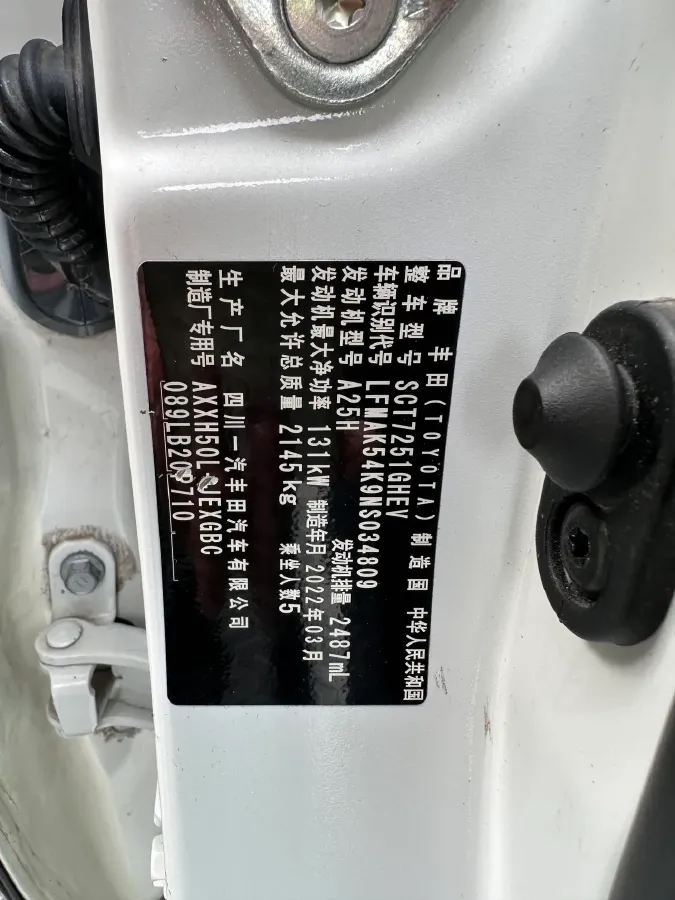 品牌 丰田(TOYOTA) 制造国 中华人民共和国
整车型号 SCT7251GHEV
车辆识别代号 LFMAK54K9NS034809
发动机型号 A25H 发动机排量 2487mL
发动机最大净功率 131kW 制造年月 2022年03月
最大允许总质量 2145kg 乘坐人数5
生产厂名 四川一汽丰田汽车有限公司
制造厂专用号 AXXH50L-JEXGBC